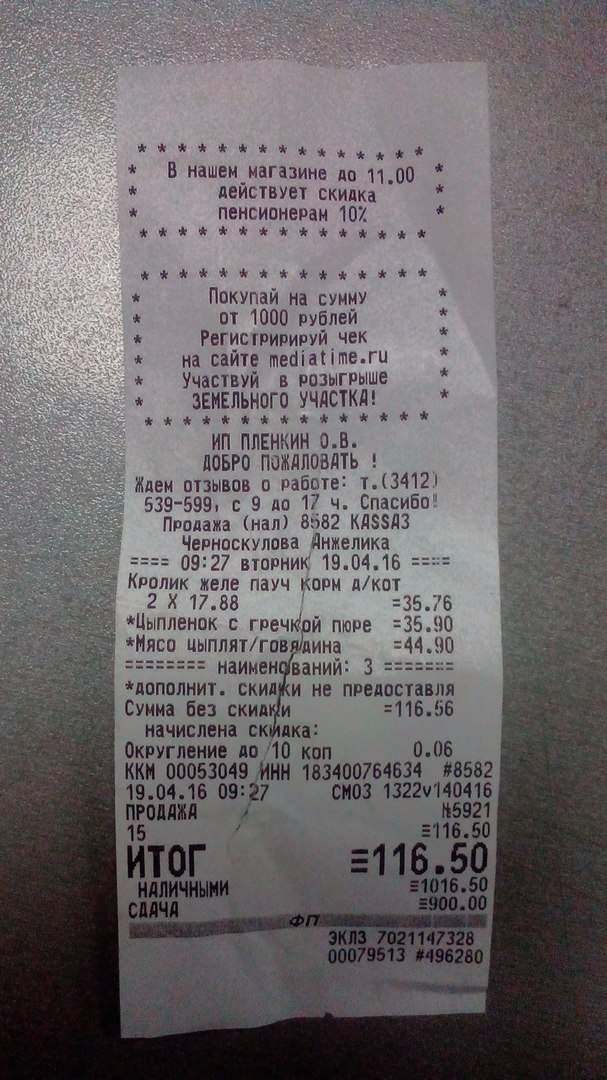 * * * * * * * * * * * * * * *
* В нашем магазине до 11.00 *
* действует скидка *
* пенсионерам 10% *
* * * * * * * * * * * * * * *
* * * * * * * * * * * * * * *
* Покупай на сумму *
* от 1000 рублей *
* Регистририруй чек *
* на сайте mediatime.ru *
* Участвуй в розыгрыше *
* ЗЕМЕЛЬНОГО УЧАСТКА! *
* * * * * * * * * * * * * * *
ИП ПЛЕНКИН О.В.
ДОБРО ПОЖАЛОВАТЬ !
Ждем отзывов о работе: т.(3412)
539-599, с 9 до 17 ч. Спасибо!
Продажа (нал) 8582 KASSA3
Черноскулова Анжелика
==== 09:27 вторник 19.04.16 ====
Кролик желе пауч корм д/кот
2 X 17.88 =35.76
*Цыпленок с гречкой пюре =35.90
*Мясо цыплят/говядина =44.90
======== наименований: 3 =======
*дополнит. скидки не предоставля
Сумма без скидки =116.56
начислена скидка:
Округление до 10 коп 0.06
ККМ 00053049 ИНН 183400764634 #8582
19.04.16 09:27 СМ03 1322v140416
ПРОДАЖА №5921
15 ≡116.50
ИТОГ ≡116.50
НАЛИЧНЫМИ ≡1016.50
СДАЧА ≡900.00
ФП
ЭКЛЗ 7021147328
00079513 #496280